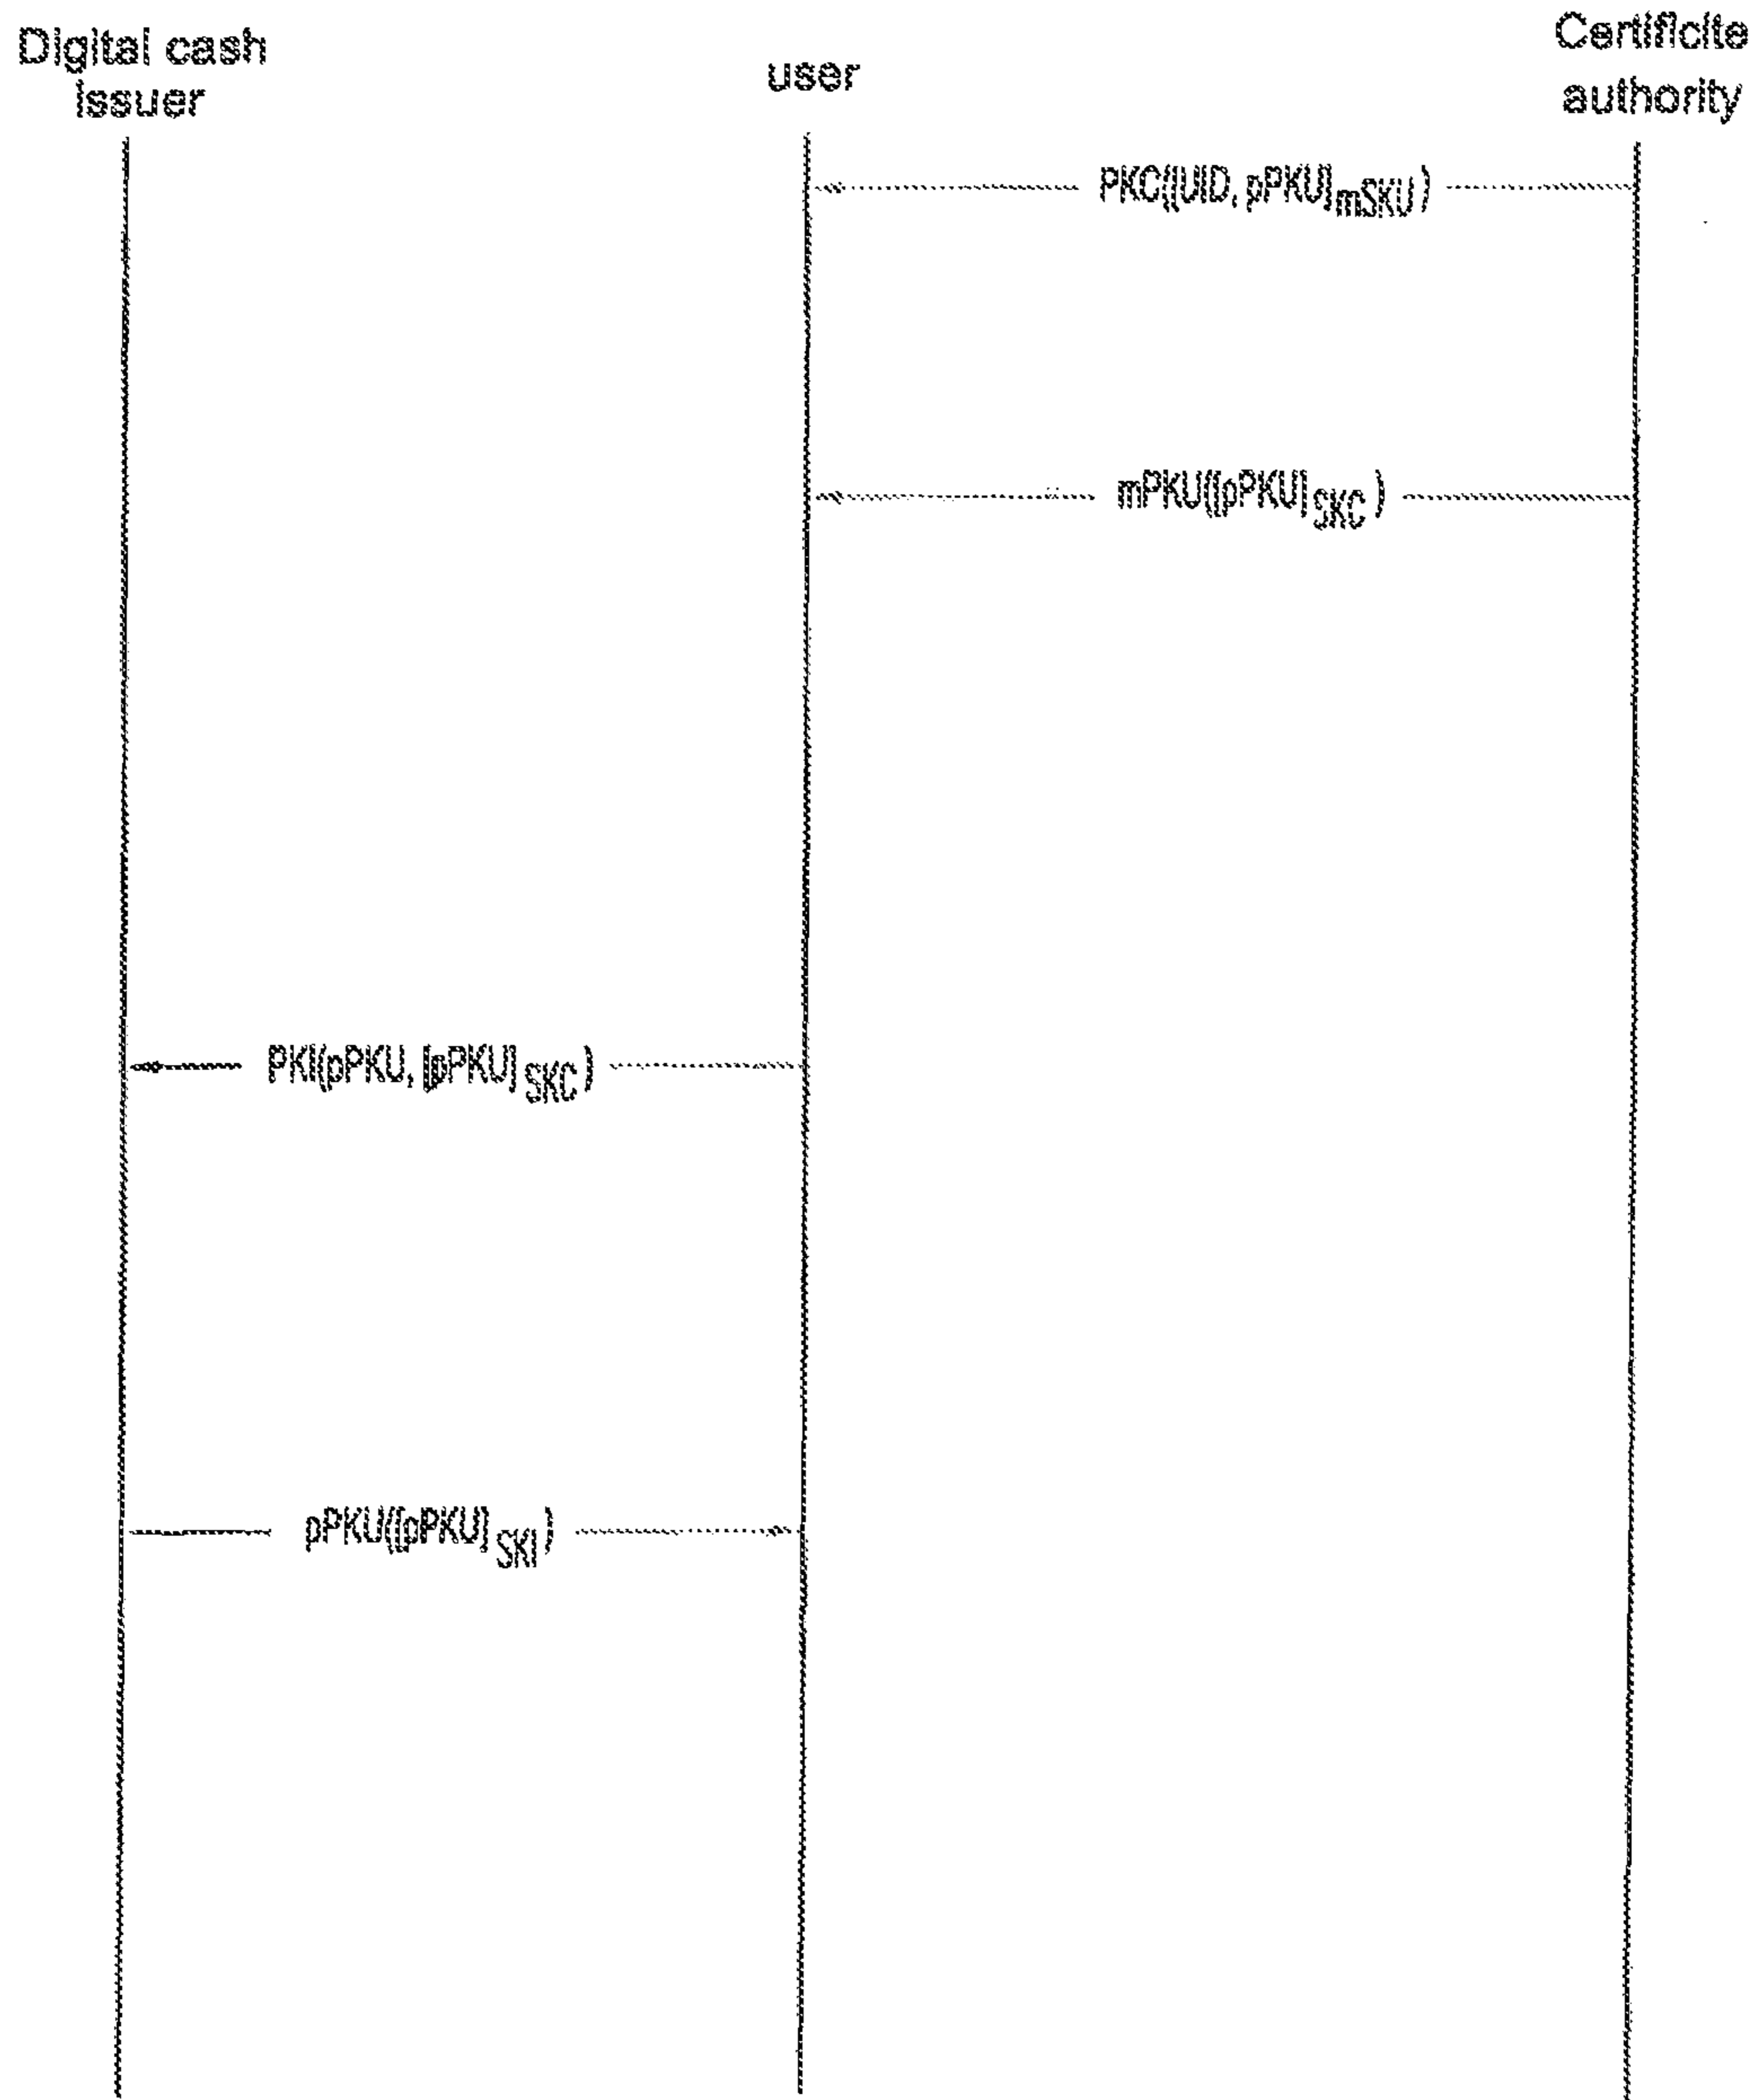 Digital cash
issuer
user
Certificite
authority
PKC([UID, pPKU]mSKU)
mPKU([pPKU]SKC)
PKI(pPKU, [pPKU]SKC)
pPKU([pPKU]SKI)